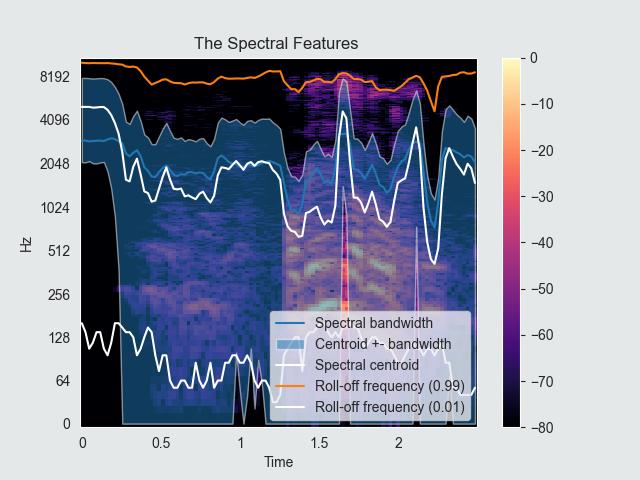 The Spectral Features
Hz
8192
4096
2048
1024
512
256
128
64
0
0
0.5
1
1.5
2
Time
Spectral bandwidth
Centroid +- bandwidth
Spectral centroid
Roll-off frequency (0.99)
Roll-off frequency (0.01)
0
−10
−20
−30
−40
−50
−60
−70
−80